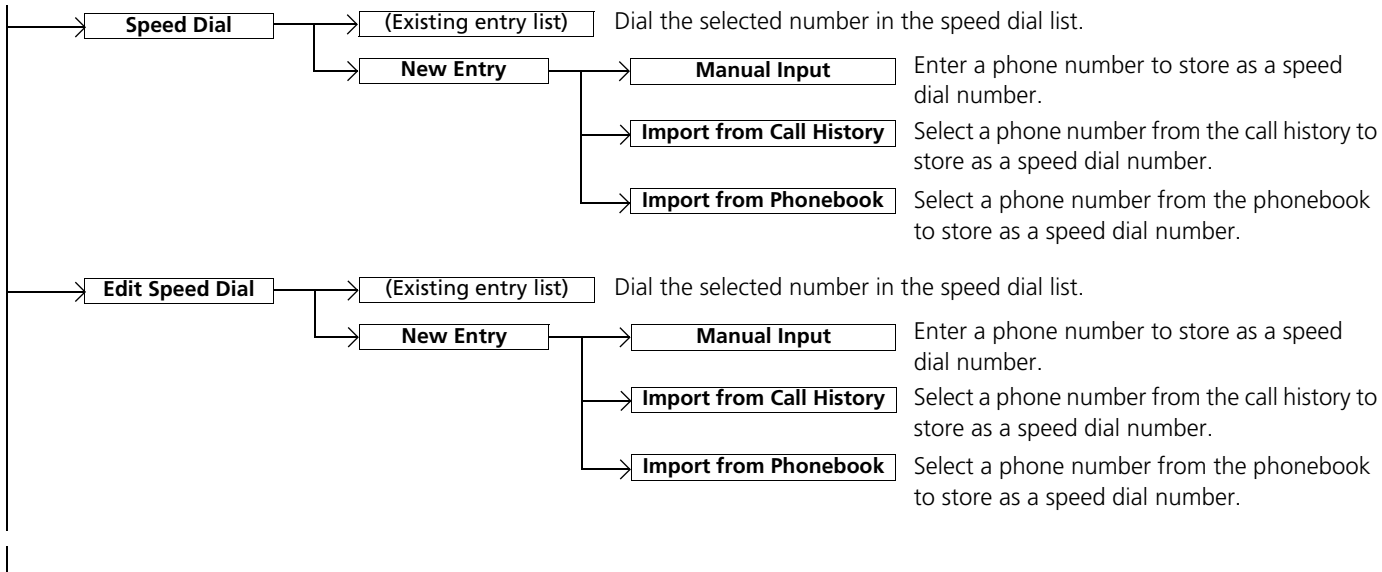 Speed Dial
(Existing entry list)
Dial the selected number in the speed dial list.
New Entry
Manual Input
Enter a phone number to store as a speed
dial number.
Import from Call History
Select a phone number from the call history to
store as a speed dial number.
Import from Phonebook
Select a phone number from the phonebook
to store as a speed dial number.
Edit Speed Dial
(Existing entry list)
Dial the selected number in the speed dial list.
New Entry
Manual Input
Enter a phone number to store as a speed
dial number.
Import from Call History
Select a phone number from the call history to
store as a speed dial number.
Import from Phonebook
Select a phone number from the phonebook
to store as a speed dial number.